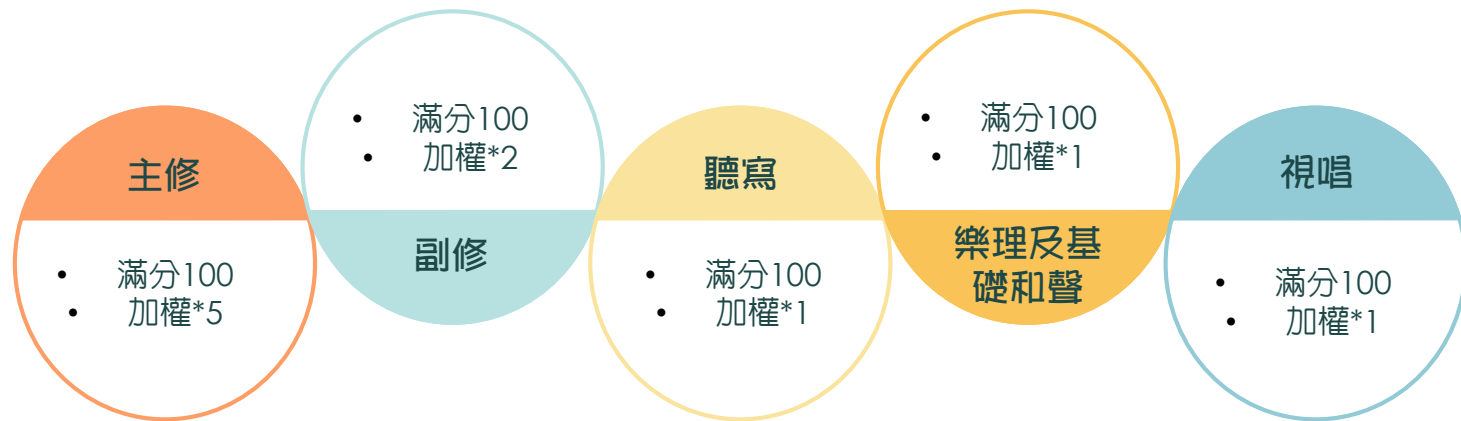 主修
• 滿分100
• 加權*5
• 滿分100
• 加權*2
副修
聽寫
• 滿分100
• 加權*1
• 滿分100
• 加權*1
樂理及基
礎和聲
視唱
• 滿分100
• 加權*1